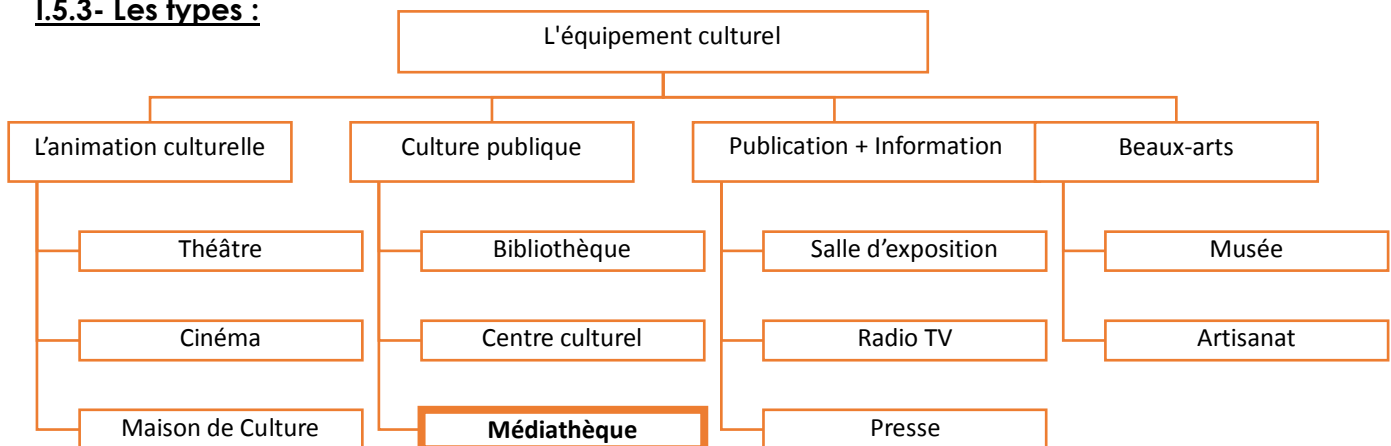 I.5.3- Les types :
L'équipement culturel
L’animation culturelle
Culture publique
Publication + Information
Beaux-arts
Théâtre
Bibliothèque
Salle d’exposition
Musée
Cinéma
Centre culturel
Radio TV
Artisanat
Maison de Culture
Médiathèque
Presse